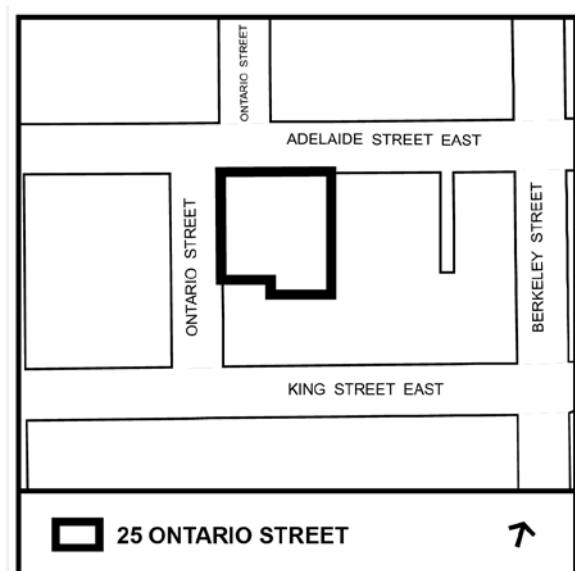 ONTARIO STREET
ADELAIDE STREET EAST
ONTARIO STREET
BERKELEY STREET
KING STREET EAST
25 ONTARIO STREET